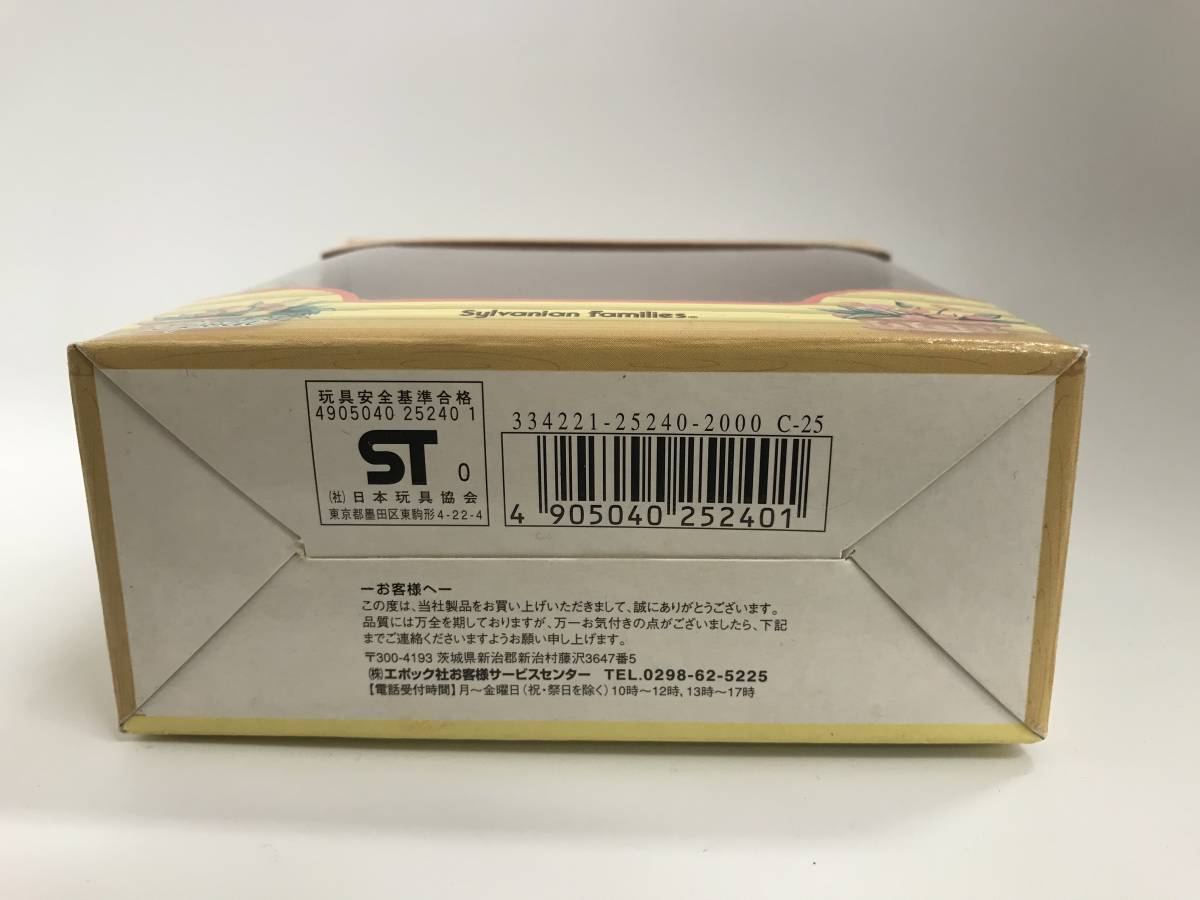 Sylvanian Families®
玩具安全基準合格
4905040 25240 1
ST 0
(社)日本玩具協会
東京都墨田区東駒形4-22-4
334221-25240-2000 C-25
4 905040 252401
ーお客様へー
この度は、当社製品をお買い上げいただきまして、誠にありがとうございます。
品質には万全を期しておりますが、万一お気付きの点がございましたら、下記
までご連絡くださいますようお願い申し上げます。
〒300-4193 茨城県新治郡新治村藤沢3647番5
㈱エポック社お客様サービスセンター TEL.0298-62-5225
【電話受付時間】月〜金曜日(祝・祭日を除く)10時〜12時, 13時〜17時